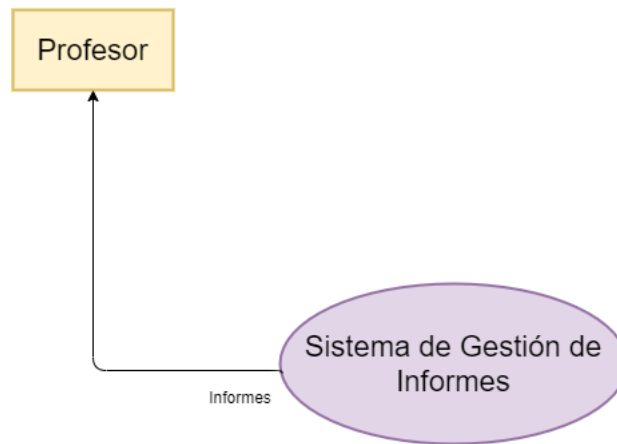 Profesor
Sistema de Gestión de
Informes
Informes